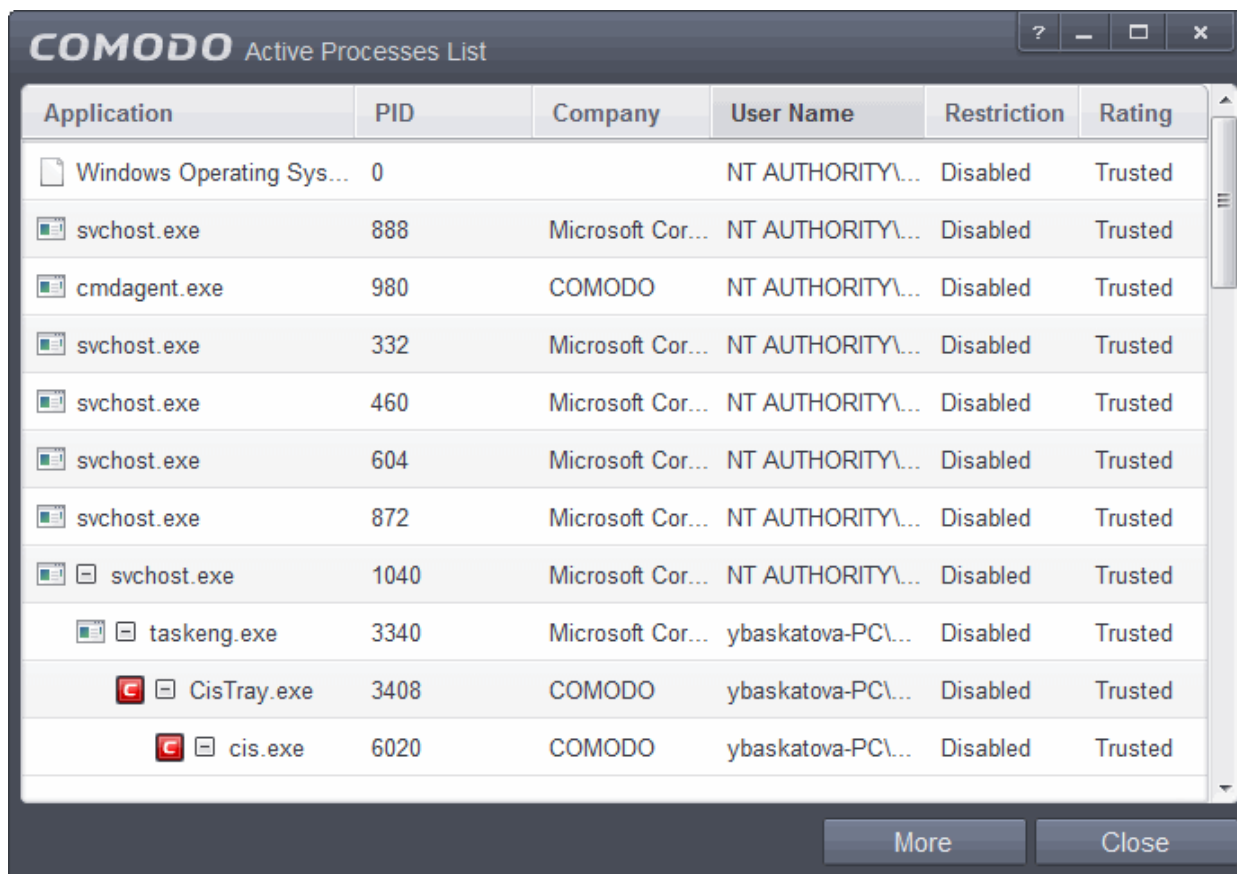 COMODO Active Processes List ?
Application PID Company User Name Restriction Rating
Windows Operating Sys... 0 NT AUTHORITY\... Disabled Trusted
svchost.exe 888 Microsoft Cor... NT AUTHORITY\... Disabled Trusted
cmdagent.exe 980 COMODO NT AUTHORITY\... Disabled Trusted
svchost.exe 332 Microsoft Cor... NT AUTHORITY\... Disabled Trusted
svchost.exe 460 Microsoft Cor... NT AUTHORITY\... Disabled Trusted
svchost.exe 604 Microsoft Cor... NT AUTHORITY\... Disabled Trusted
svchost.exe 872 Microsoft Cor... NT AUTHORITY\... Disabled Trusted
svchost.exe 1040 Microsoft Cor... NT AUTHORITY\... Disabled Trusted
taskeng.exe 3340 Microsoft Cor... ybaskatova-PC\... Disabled Trusted
C CisTray.exe 3408 COMODO ybaskatova-PC\... Disabled Trusted
C cis.exe 6020 COMODO ybaskatova-PC\... Disabled Trusted
More Close